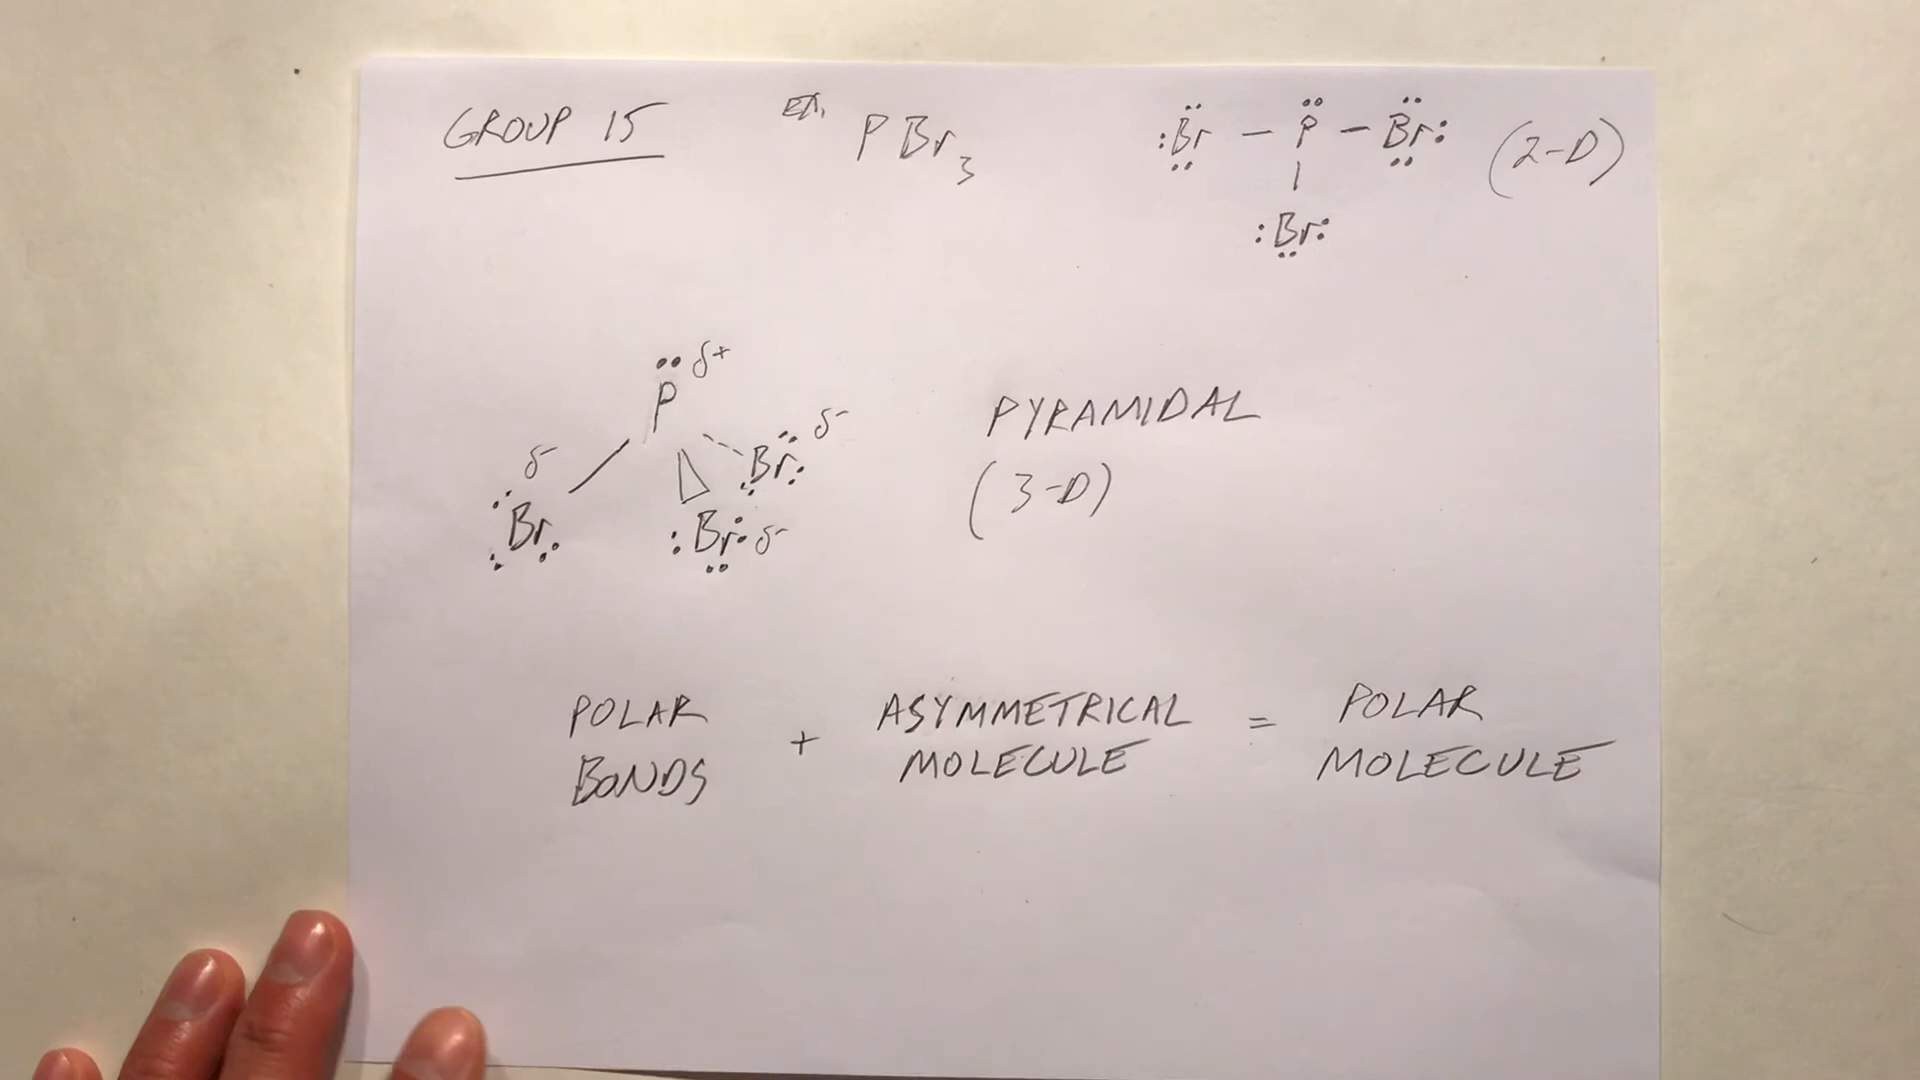 GROUP 15
EX. PBr3
:Br — P — Br: (2-D)
|
:Br:
δ+
P
δ-
Br
δ-
Br
Br δ-
PYRAMIDAL
(3-D)
POLAR BONDS + ASYMMETRICAL MOLECULE = POLAR MOLECULE